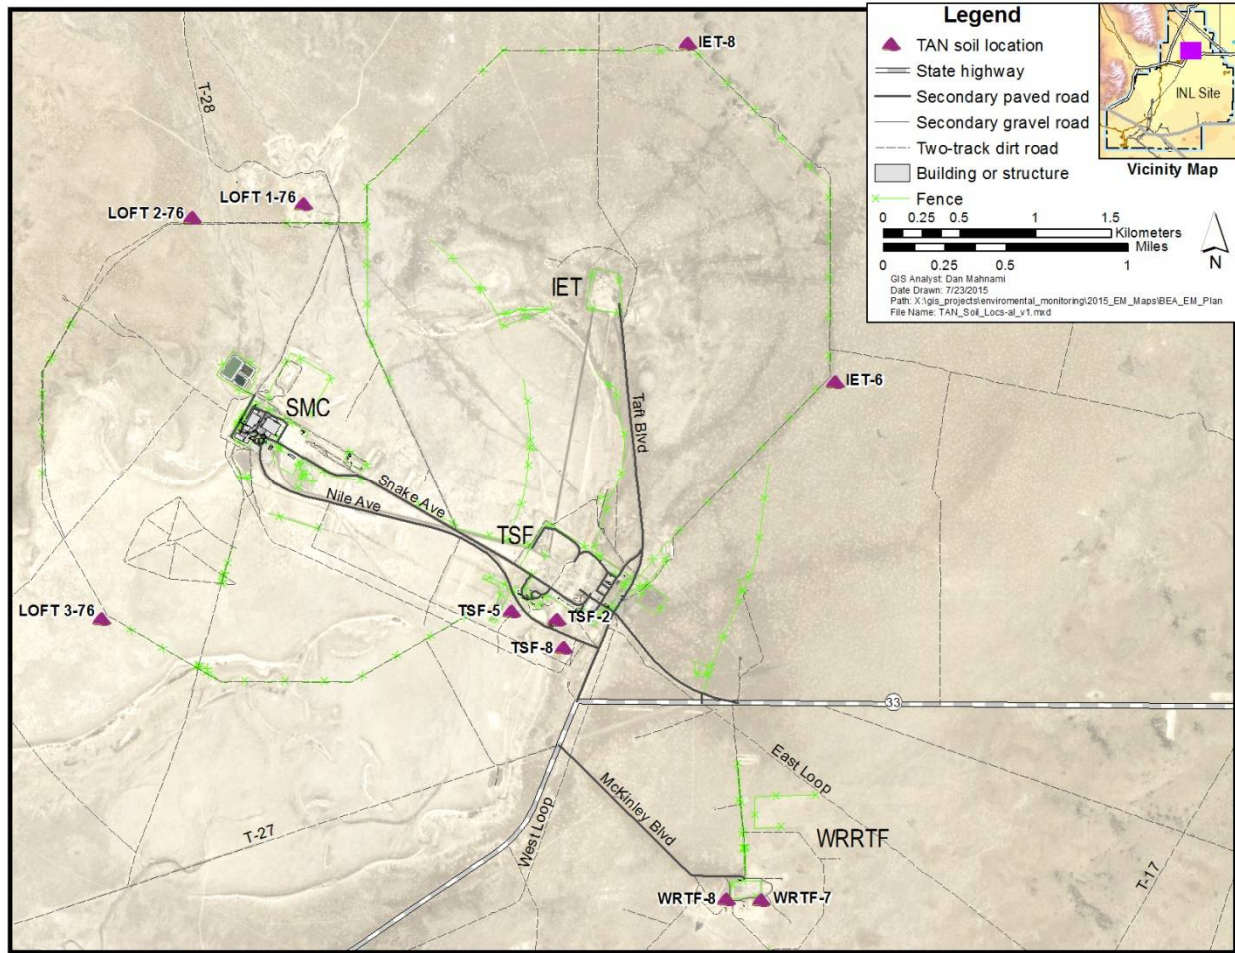 Legend
TAN soil location
State highway
Secondary paved road
Secondary gravel road
Two-track dirt road
Building or structure
Fence
0 0.25 0.5 1 1.5
Kilometers
Miles
0 0.25 0.5 1
GIS Analyst: Dan Mahnami
Date Drawn: 7/23/2015
Path: X:\gis_projects\enviromental_monitoring\2015_EM_Maps\BEA_EM_Plan
File Name: TAN_Soil_Locs-al_v1.mxd
N
INL Site
Vicinity Map
IET-8
T-28
LOFT 1-76
LOFT 2-76
IET
IET-6
Taft Blvd
SMC
Snake Ave
Nile Ave
TSF
LOFT 3-76
TSF-5
TSF-2
TSF-8
33
East Loop
McKinley Blvd
West Loop
T-27
WRRTF
T-17
WRTF-8
WRTF-7